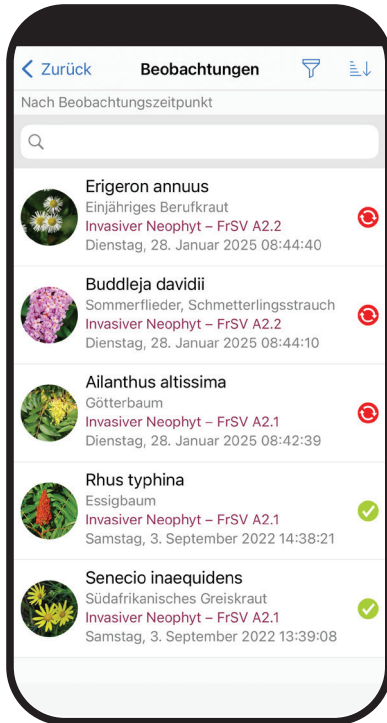 Zurück Beobachtungen
Nach Beobachtungszeitpunkt
Erigeron annuus
Einjähriges Berufkraut
Invasiver Neophyt – FrSV A2.2
Dienstag, 28. Januar 2025 08:44:40
Buddleja davidii
Sommerflieder, Schmetterlingsstrauch
Invasiver Neophyt – FrSV A2.2
Dienstag, 28. Januar 2025 08:44:10
Ailanthus altissima
Götterbaum
Invasiver Neophyt – FrSV A2.1
Dienstag, 28. Januar 2025 08:42:39
Rhus typhina
Essigbaum
Invasiver Neophyt – FrSV A2.1
Samstag, 3. September 2022 14:38:21
Senecio inaequidens
Südafrikanisches Greiskraut
Invasiver Neophyt – FrSV A2.1
Samstag, 3. September 2022 13:39:08